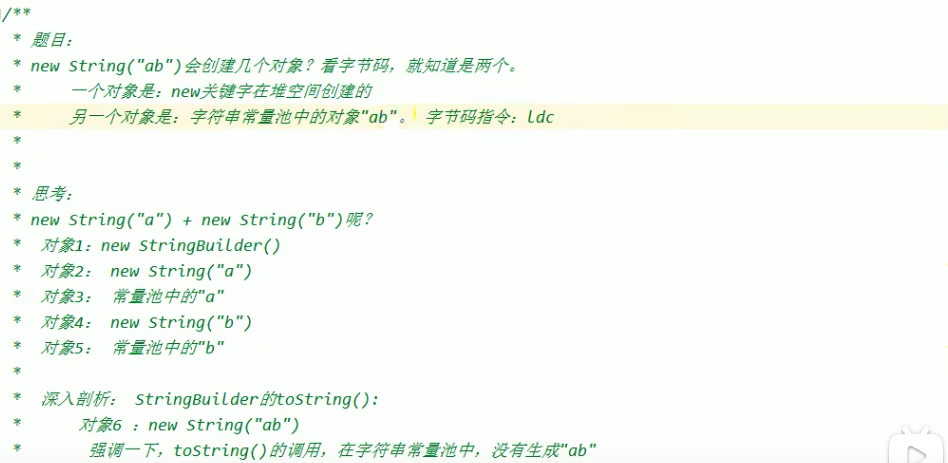 /**
* 题目:
* new String("ab")会创建几个对象？看字节码，就知道是两个。
* 一个对象是：new关键字在堆空间创建的
* 另一个对象是：字符串常量池中的对象"ab"。 字节码指令：ldc
*
*
* 思考:
* new String("a") + new String("b")呢？
* 对象1：new StringBuilder()
* 对象2： new String("a")
* 对象3： 常量池中的"a"
* 对象4： new String("b")
* 对象5： 常量池中的"b"
*
* 深入剖析： StringBuilder的toString():
* 对象6 ：new String("ab")
* 强调一下，toString()的调用，在字符串常量池中，没有生成"ab"